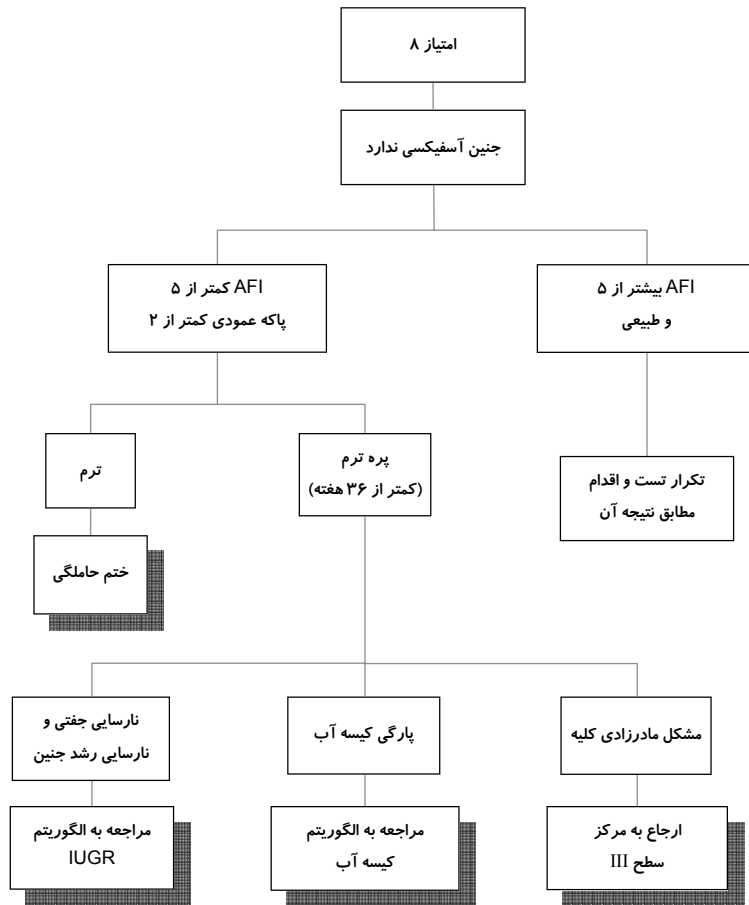 امتیاز ۸
جنین آسفیکسی ندارد
AFI بیشتر از ۵
و طبیعی
AFI کمتر از ۵
پاکه عمودی کمتر از ۲
تکرار تست و اقدام
مطابق نتیجه آن
پره ترم
(کمتر از ۳۶ هفته)
ترم
ختم حاملگی
مشکل مادرزادی کلیه
پارگی کیسه آب
نارسایی جفتی و
نارسایی رشد جنین
ارجاع به مرکز
سطح III
مراجعه به الگوریتم
کیسه آب
مراجعه به الگوریتم
IUGR